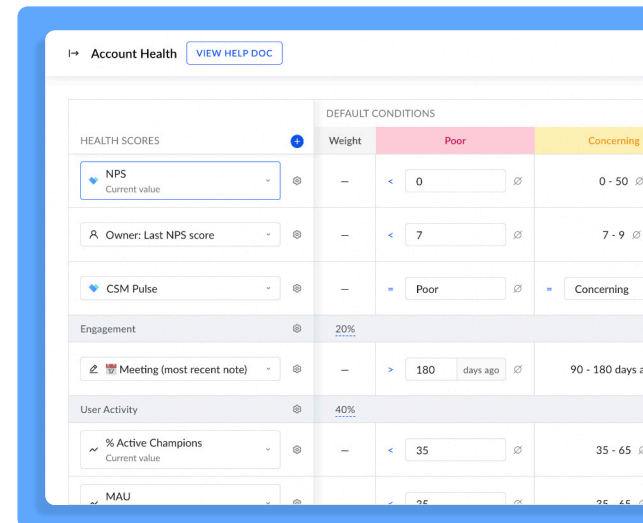 Account Health VIEW HELP DOC
DEFAULT CONDITIONS
HEALTH SCORES Weight Poor Concerning
NPS
Current value
– < 0 0 - 50
Owner: Last NPS score – < 7 7 - 9
CSM Pulse – = Poor = Concerning
Engagement 20%
Meeting (most recent note) – > 180 days ago 90 - 180 days a
User Activity 40%
% Active Champions
Current value
– < 35 35 - 65
MAU